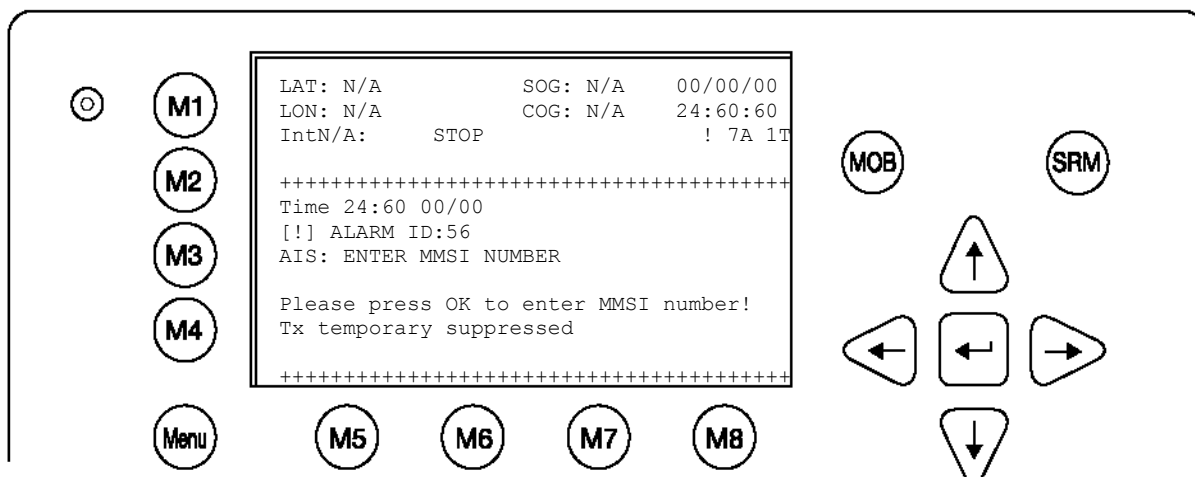 LAT: N/A SOG: N/A 00/00/00
LON: N/A COG: N/A 24:60:60
IntN/A: STOP ! 7A 1T
++++++++++++++++++++++++++++++++++++++++
Time 24:60 00/00
[!] ALARM ID:56
AIS: ENTER MMSI NUMBER
Please press OK to enter MMSI number!
Tx temporary suppressed
++++++++++++++++++++++++++++++++++++++++
M1
M2
M3
M4
Menu
M5 M6 M7 M8
MOB SRM